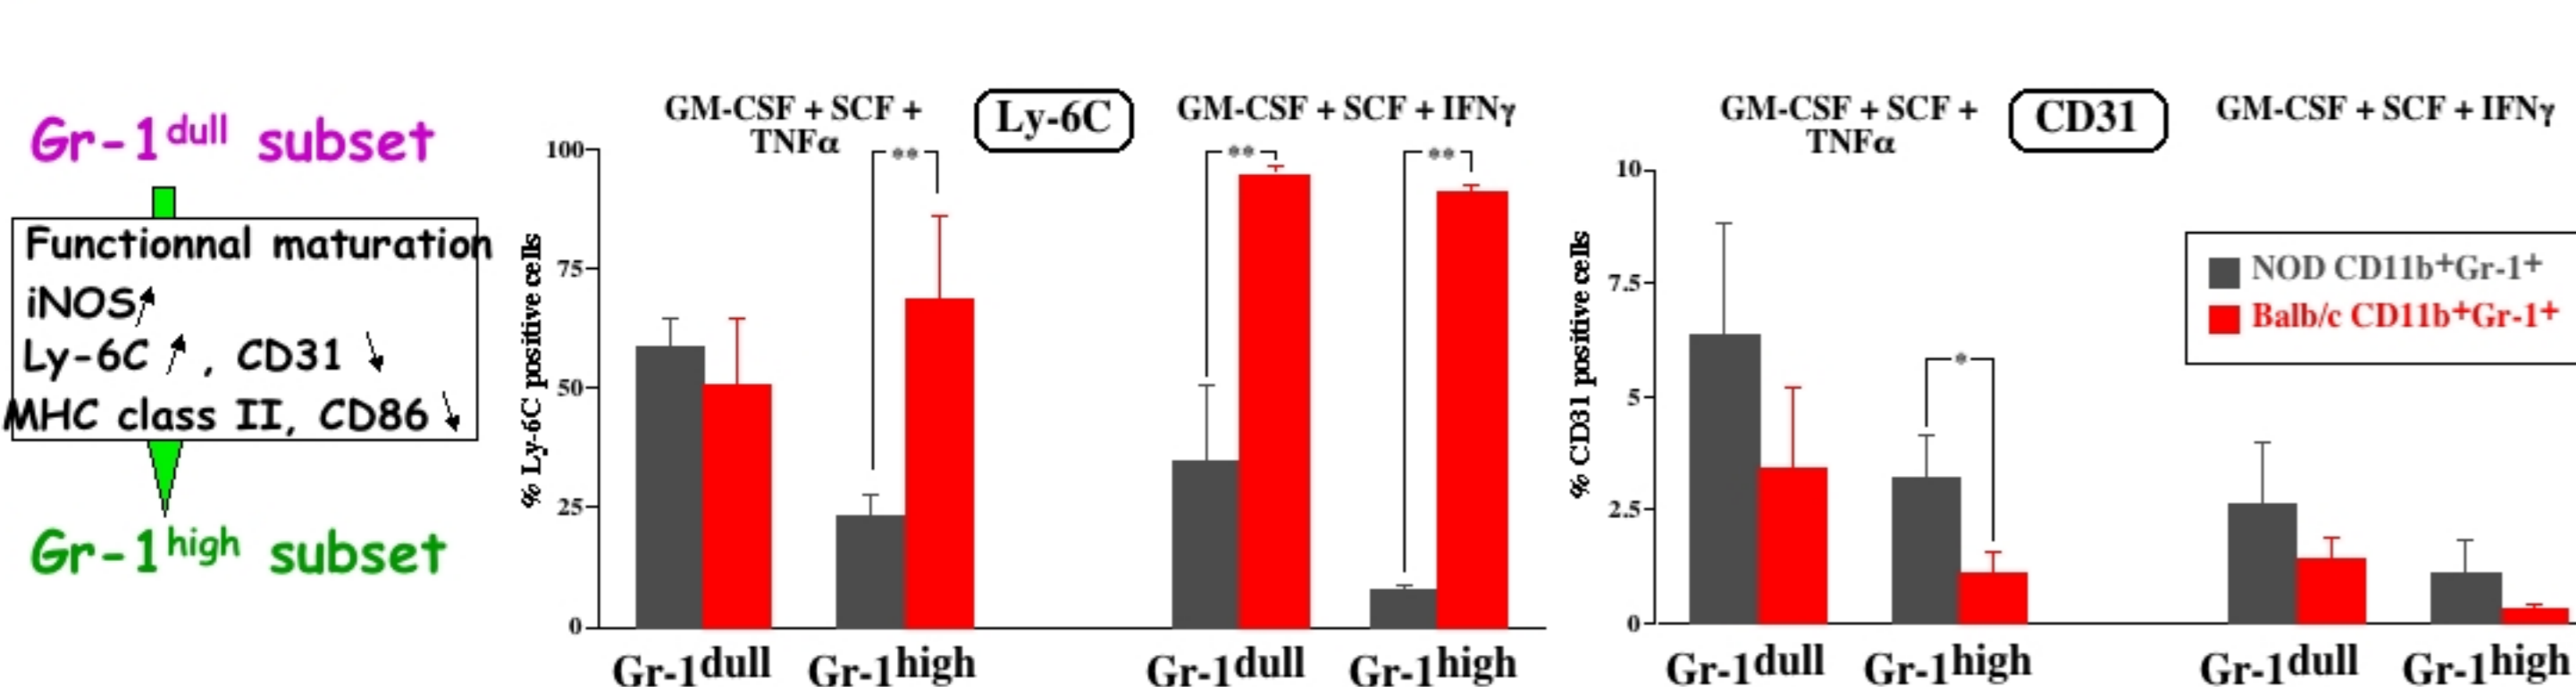 Gr-1dull subset
Functionnal maturation
iNOS
Ly-6C , CD31
MHC class II, CD86
Gr-1high subset
GM-CSF + SCF +
TNFα
Ly-6C
GM-CSF + SCF + IFNγ
% Ly-6C positive cells
100
75
50
25
0
**
**
**
Gr-1dull
Gr-1high
Gr-1dull
Gr-1high
GM-CSF + SCF +
TNFα
CD31
GM-CSF + SCF + IFNγ
% CD31 positive cells
10
7.5
5
2.5
0
*
NOD CD11b+Gr-1+
Balb/c CD11b+Gr-1+
Gr-1dull
Gr-1high
Gr-1dull
Gr-1high